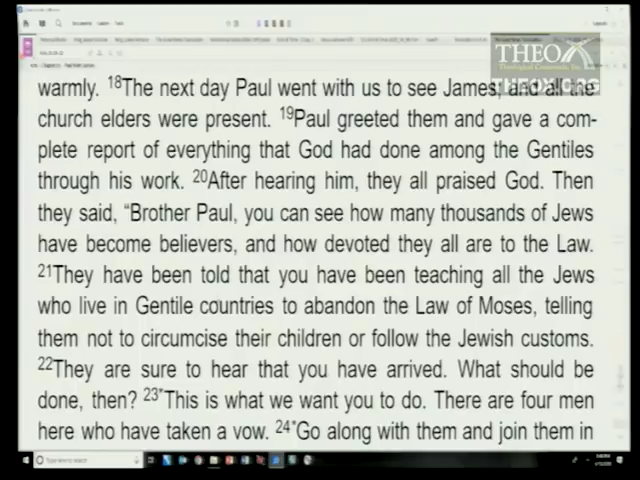 THEO
THEOX.ORG
warmly. 18The next day Paul went with us to see James, and all the
church elders were present. 19Paul greeted them and gave a com-
plete report of everything that God had done among the Gentiles
through his work. 20After hearing him, they all praised God. Then
they said, "Brother Paul, you can see how many thousands of Jews
have become believers, and how devoted they all are to the Law.
21They have been told that you have been teaching all the Jews
who live in Gentile countries to abandon the Law of Moses, telling
them not to circumcise their children or follow the Jewish customs.
22They are sure to hear that you have arrived. What should be
done, then? 23*This is what we want you to do. There are four men
here who have taken a vow. 24*Go along with them and join them in